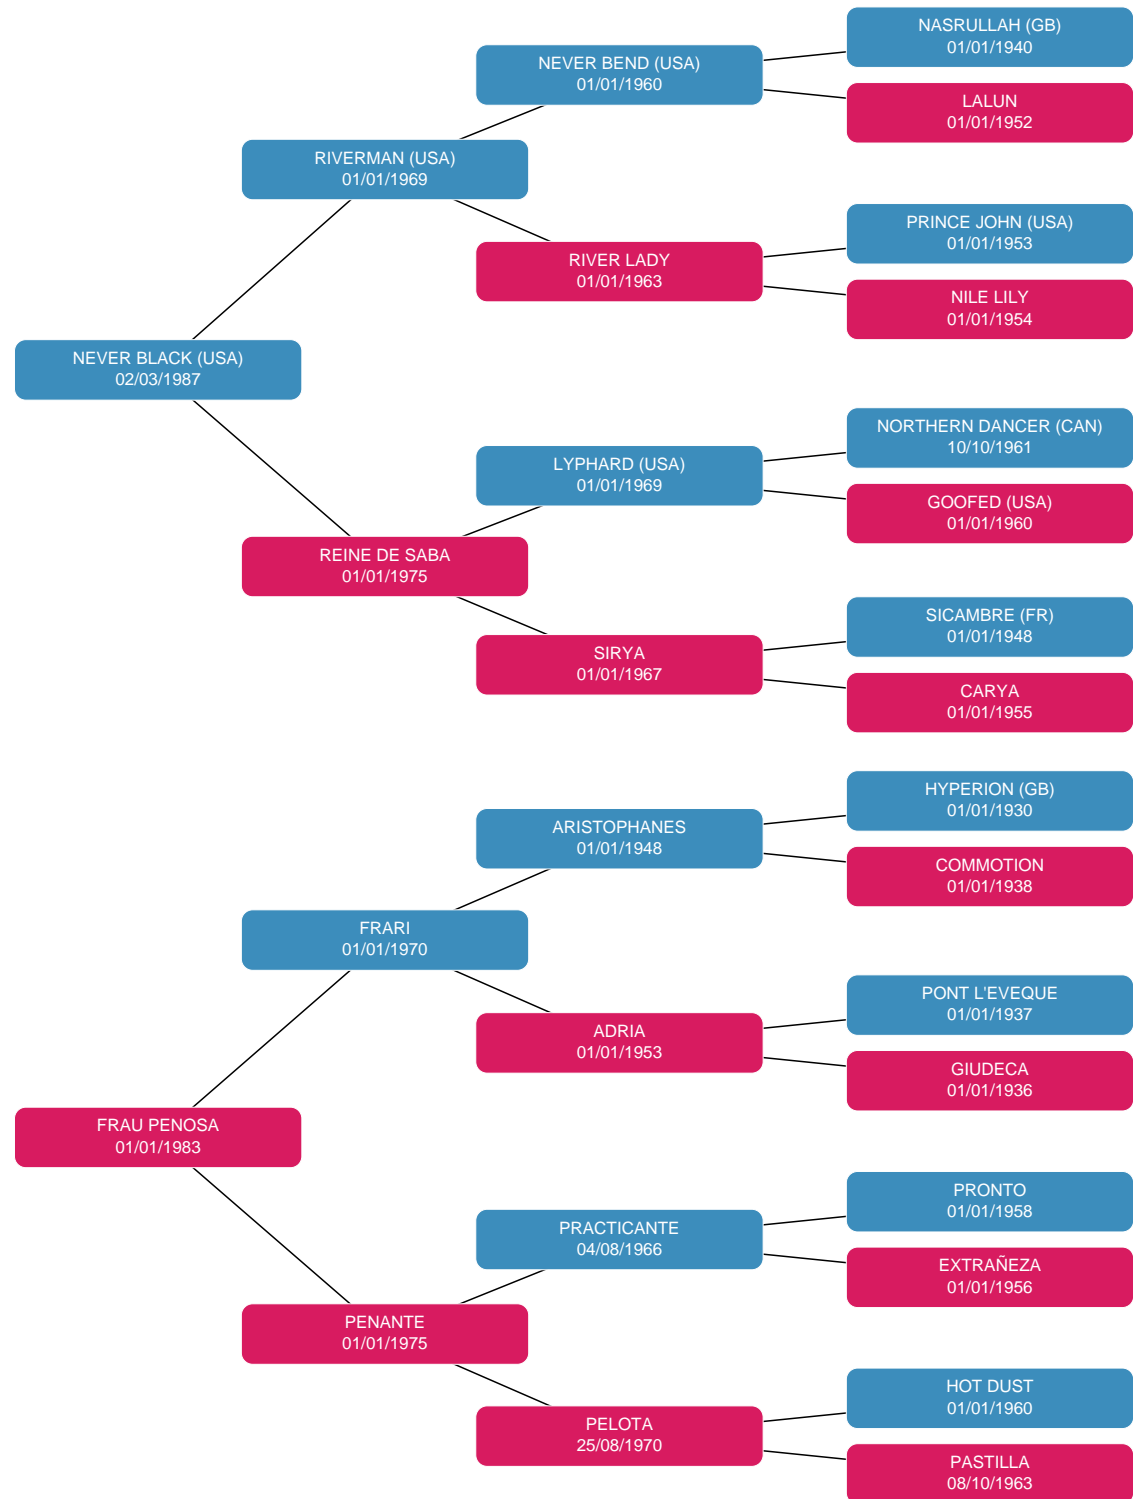 NASRULLAH (GB)
01/01/1940
NEVER BEND (USA)
01/01/1960
LALUN
01/01/1952
RIVERMAN (USA)
01/01/1969
PRINCE JOHN (USA)
01/01/1953
RIVER LADY
01/01/1963
NILE LILY
01/01/1954
NEVER BLACK (USA)
02/03/1987
NORTHERN DANCER (CAN)
10/10/1961
LYPHARD (USA)
01/01/1969
GOOFED (USA)
01/01/1960
REINE DE SABA
01/01/1975
SICAMBRE (FR)
01/01/1948
SIRYA
01/01/1967
CARYA
01/01/1955
HYPERION (GB)
01/01/1930
ARISTOPHANES
01/01/1948
COMMOTION
01/01/1938
FRARI
01/01/1970
PONT L'EVEQUE
01/01/1937
ADRIA
01/01/1953
GIUDECA
01/01/1936
FRAU PENOSA
01/01/1983
PRONTO
01/01/1958
PRACTICANTE
04/08/1966
EXTRAÑEZA
01/01/1956
PENANTE
01/01/1975
HOT DUST
01/01/1960
PELOTA
25/08/1970
PASTILLA
08/10/1963